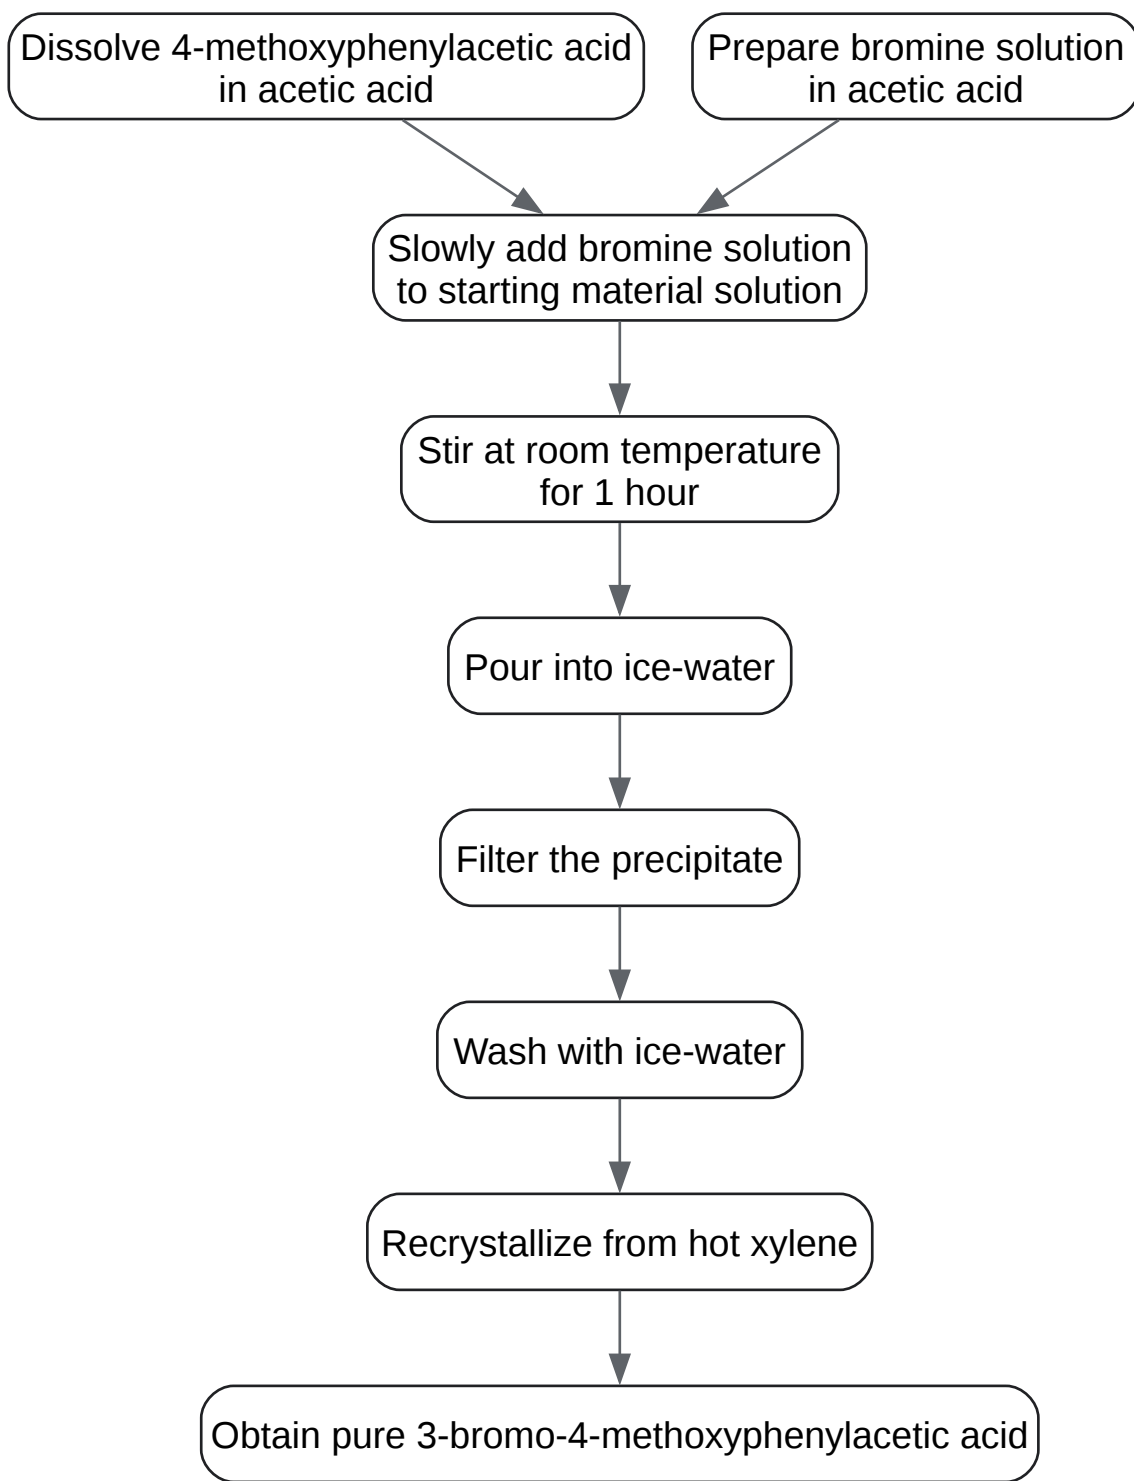 Dissolve 4-methoxyphenylacetic acid
in acetic acid
Prepare bromine solution
in acetic acid
Slowly add bromine solution
to starting material solution
Stir at room temperature
for 1 hour
Pour into ice-water
Filter the precipitate
Wash with ice-water
Recrystallize from hot xylene
Obtain pure 3-bromo-4-methoxyphenylacetic acid